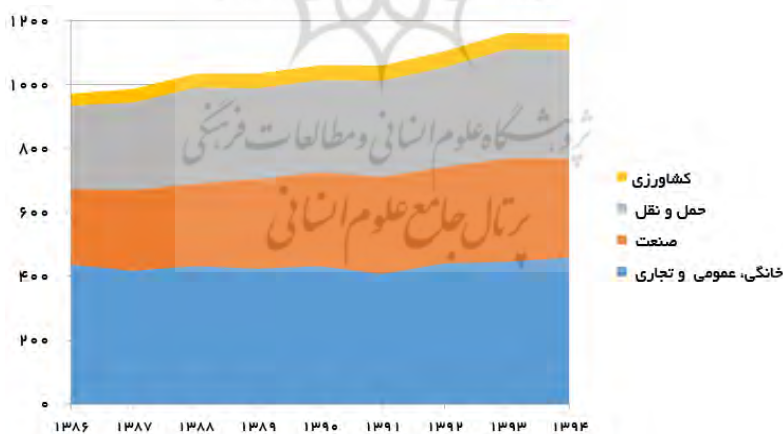 ۱۲۰۰
۱۰۰۰
۸۰۰
۶۰۰
۴۰۰
۲۰۰
۰
۱۳۸۶ ۱۳۸۷ ۱۳۸۸ ۱۳۸۹ ۱۳۹۰ ۱۳۹۱ ۱۳۹۲ ۱۳۹۳ ۱۳۹۴
کشاورزی
حمل و نقل
صنعت
خانگی، عمومی و تجاری
پژوهشگاه علوم انسانی و مطالعات فرهنگی
پرتال جامع علوم انسانی